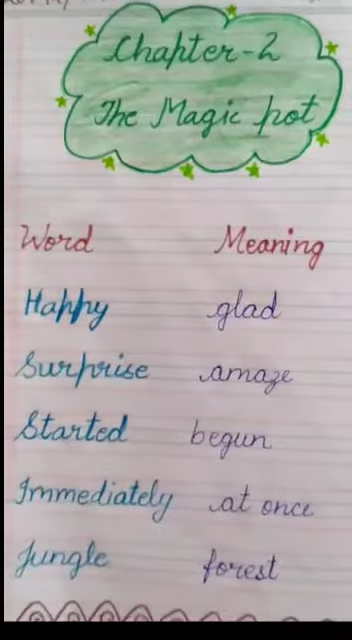 Chapter-2
The Magic pot
Word Meaning
Happy glad
Surprise amaze
Started begun
Immediately at once
Jungle forest